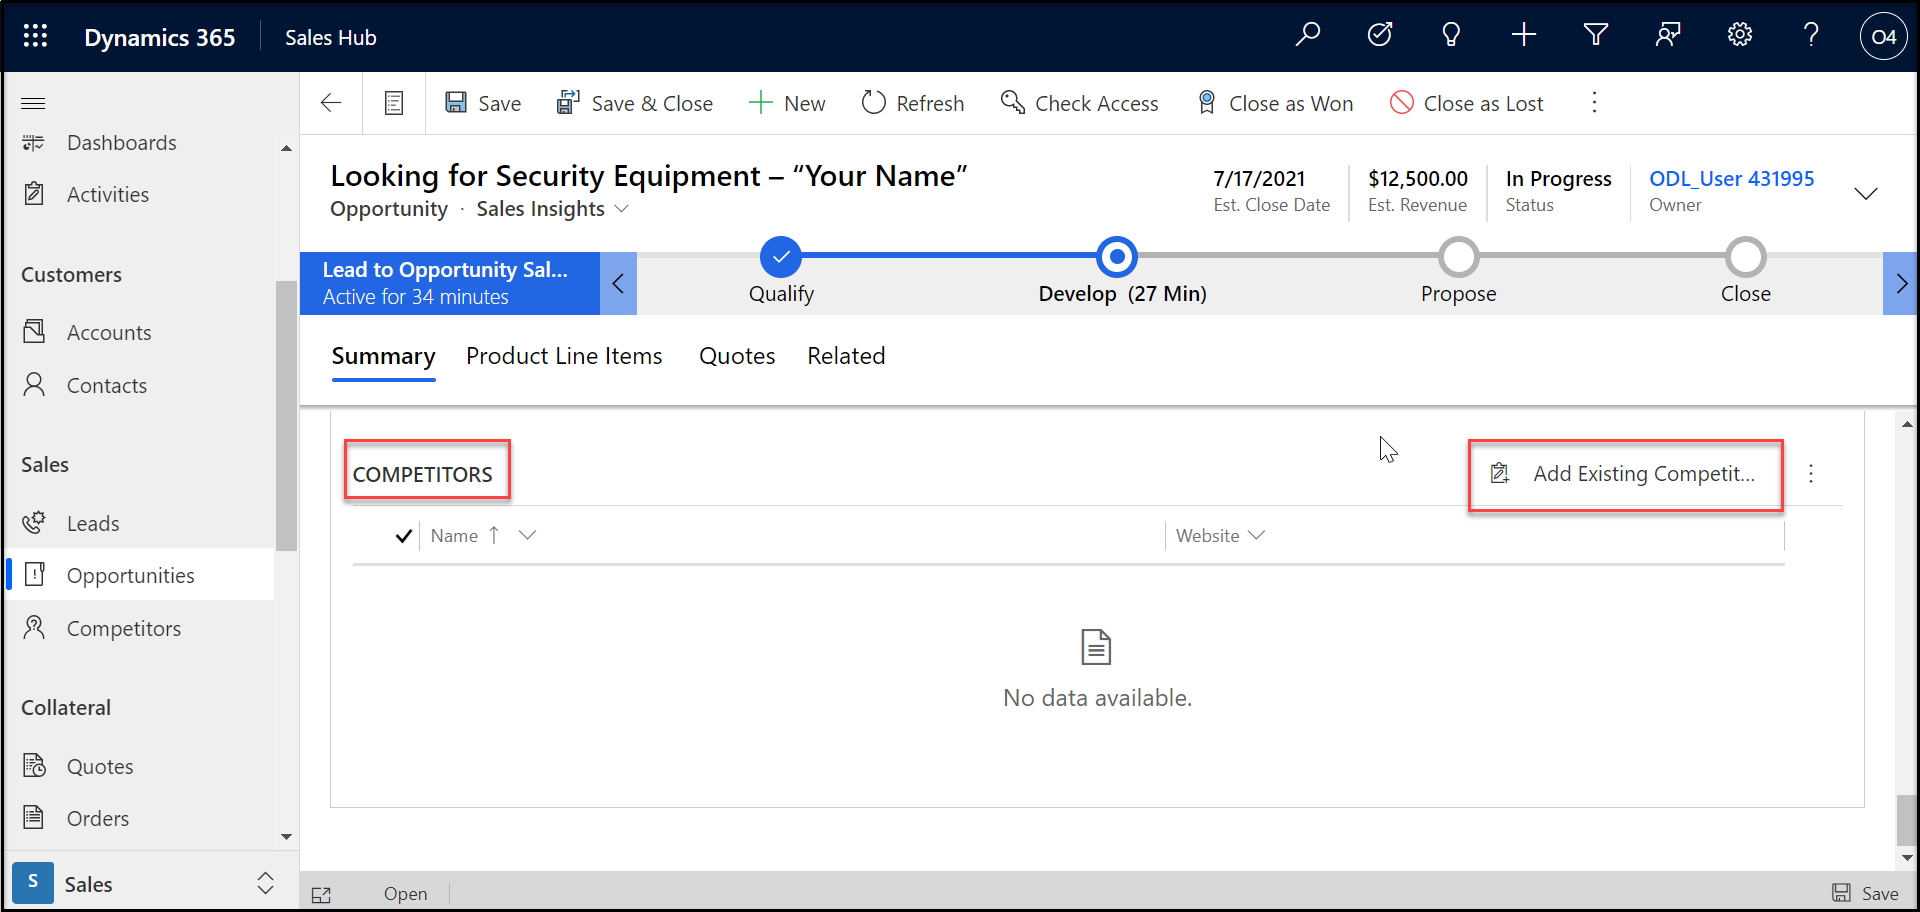 Dynamics 365 Sales Hub O4
Save Save & Close New Refresh Check Access Close as Won Close as Lost
Dashboards
Activities
Customers
Accounts
Contacts
Sales
Leads
Opportunities
Competitors
Collateral
Quotes
Orders
S Sales
Looking for Security Equipment – “Your Name”
Opportunity · Sales Insights
7/17/2021 $12,500.00 In Progress ODL_User 431995
Est. Close Date Est. Revenue Status Owner
Lead to Opportunity Sal...
Active for 34 minutes
Qualify Develop (27 Min) Propose Close
Summary Product Line Items Quotes Related
COMPETITORS Add Existing Competit...
Name Website
No data available.
Open Save